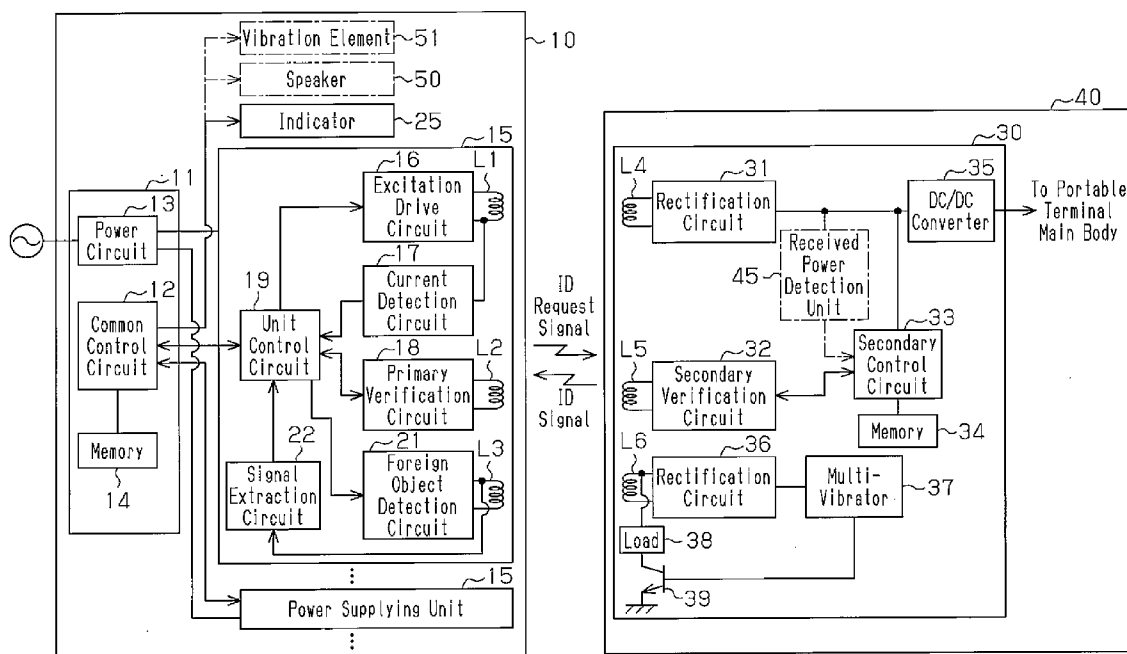 Vibration Element
51
10
Speaker
50
Indicator
25
11
13
Power
Circuit
12
Common
Control
Circuit
Memory
14
15
16
Excitation
Drive
Circuit
L1
17
Current
Detection
Circuit
19
Unit
Control
Circuit
18
Primary
Verification
Circuit
L2
22
Signal
Extraction
Circuit
21
Foreign
Object
Detection
Circuit
L3
15
Power Supplying Unit
ID
Request
Signal
ID
Signal
40
30
L4
31
Rectification
Circuit
35
DC/DC
Converter
To Portable
Terminal
Main Body
45
Received
Power
Detection
Unit
33
Secondary
Control
Circuit
L5
32
Secondary
Verification
Circuit
Memory
34
L6
36
Rectification
Circuit
Multi-
Vibrator
37
Load
38
39